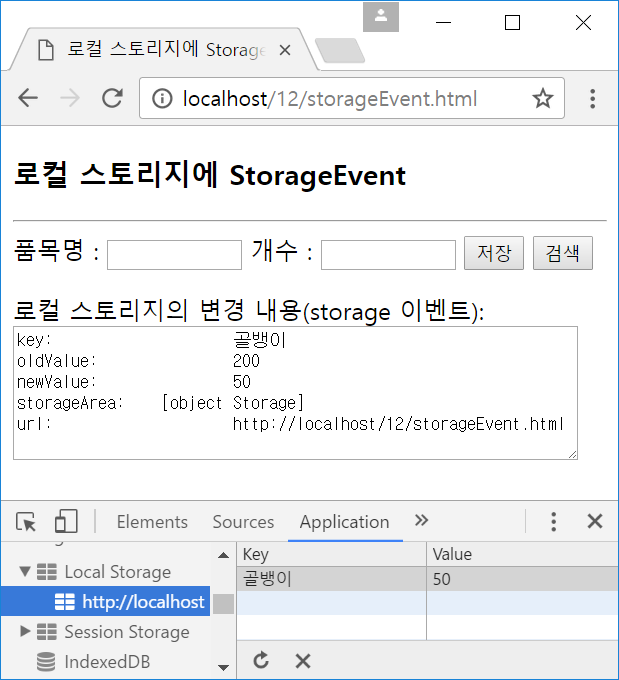 로컬 스토리지에 Storage
localhost/12/storageEvent.html
로컬 스토리지에 StorageEvent
품목명 : 개수 : 저장 검색
로컬 스토리지의 변경 내용(storage 이벤트):
key: 골뱅이
oldValue: 200
newValue: 50
storageArea: [object Storage]
url: http://localhost/12/storageEvent.html
Elements Sources Application »
Key Value
Local Storage
골뱅이 50
http://localhost
Session Storage
IndexedDB